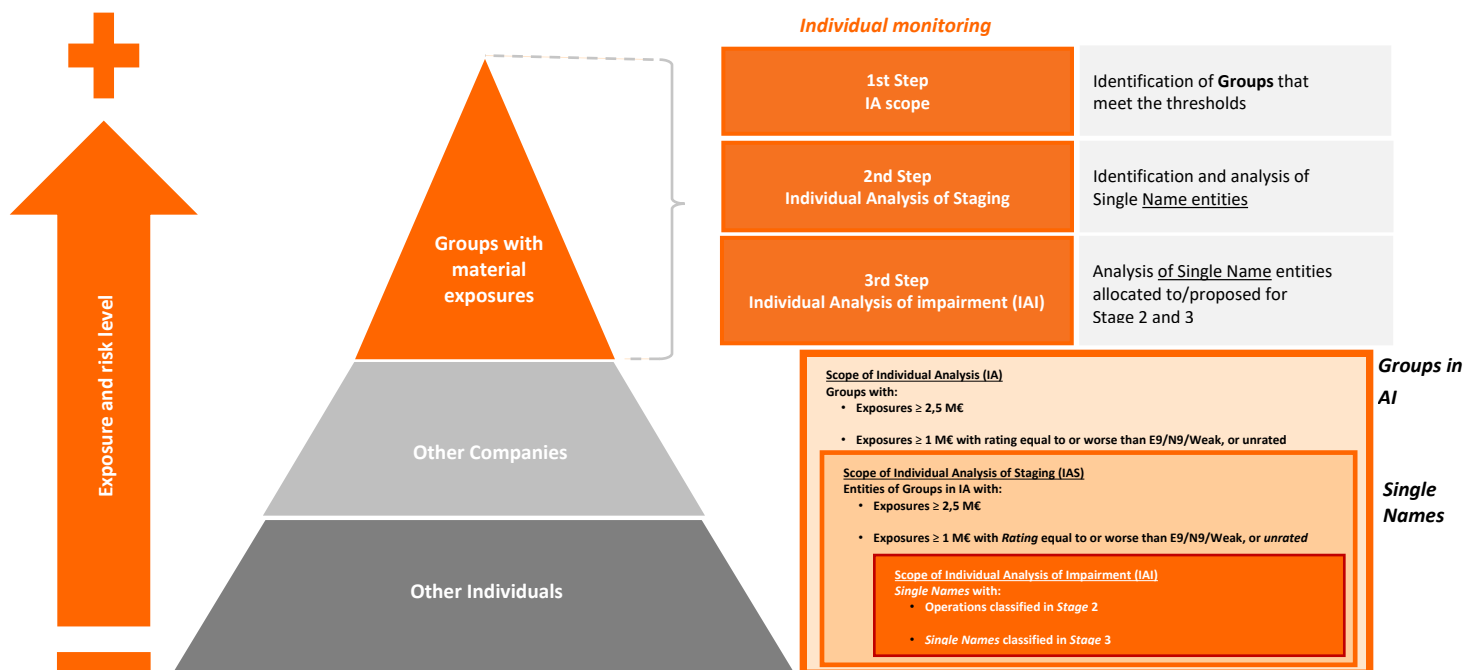 Individual monitoring
1st Step
IA scope
Identification of Groups that
meet the thresholds
2nd Step
Individual Analysis of Staging
Identification and analysis of
Single Name entities
3rd Step
Individual Analysis of impairment (IAI)
Analysis of Single Name entities
allocated to/proposed for
Stage 2 and 3
Exposure and risk level
Groups with
material
exposures
Other Companies
Other Individuals
Scope of Individual Analysis (IA)
Groups with:
• Exposures ≥ 2,5 M€
• Exposures ≥ 1 M€ with rating equal to or worse than E9/N9/Weak, or unrated
Groups in
AI
Scope of Individual Analysis of Staging (IAS)
Entities of Groups in IA with:
• Exposures ≥ 2,5 M€
• Exposures ≥ 1 M€ with Rating equal to or worse than E9/N9/Weak, or unrated
Single
Names
Scope of Individual Analysis of Impairment (IAI)
Single Names with:
• Operations classified in Stage 2
• Single Names classified in Stage 3